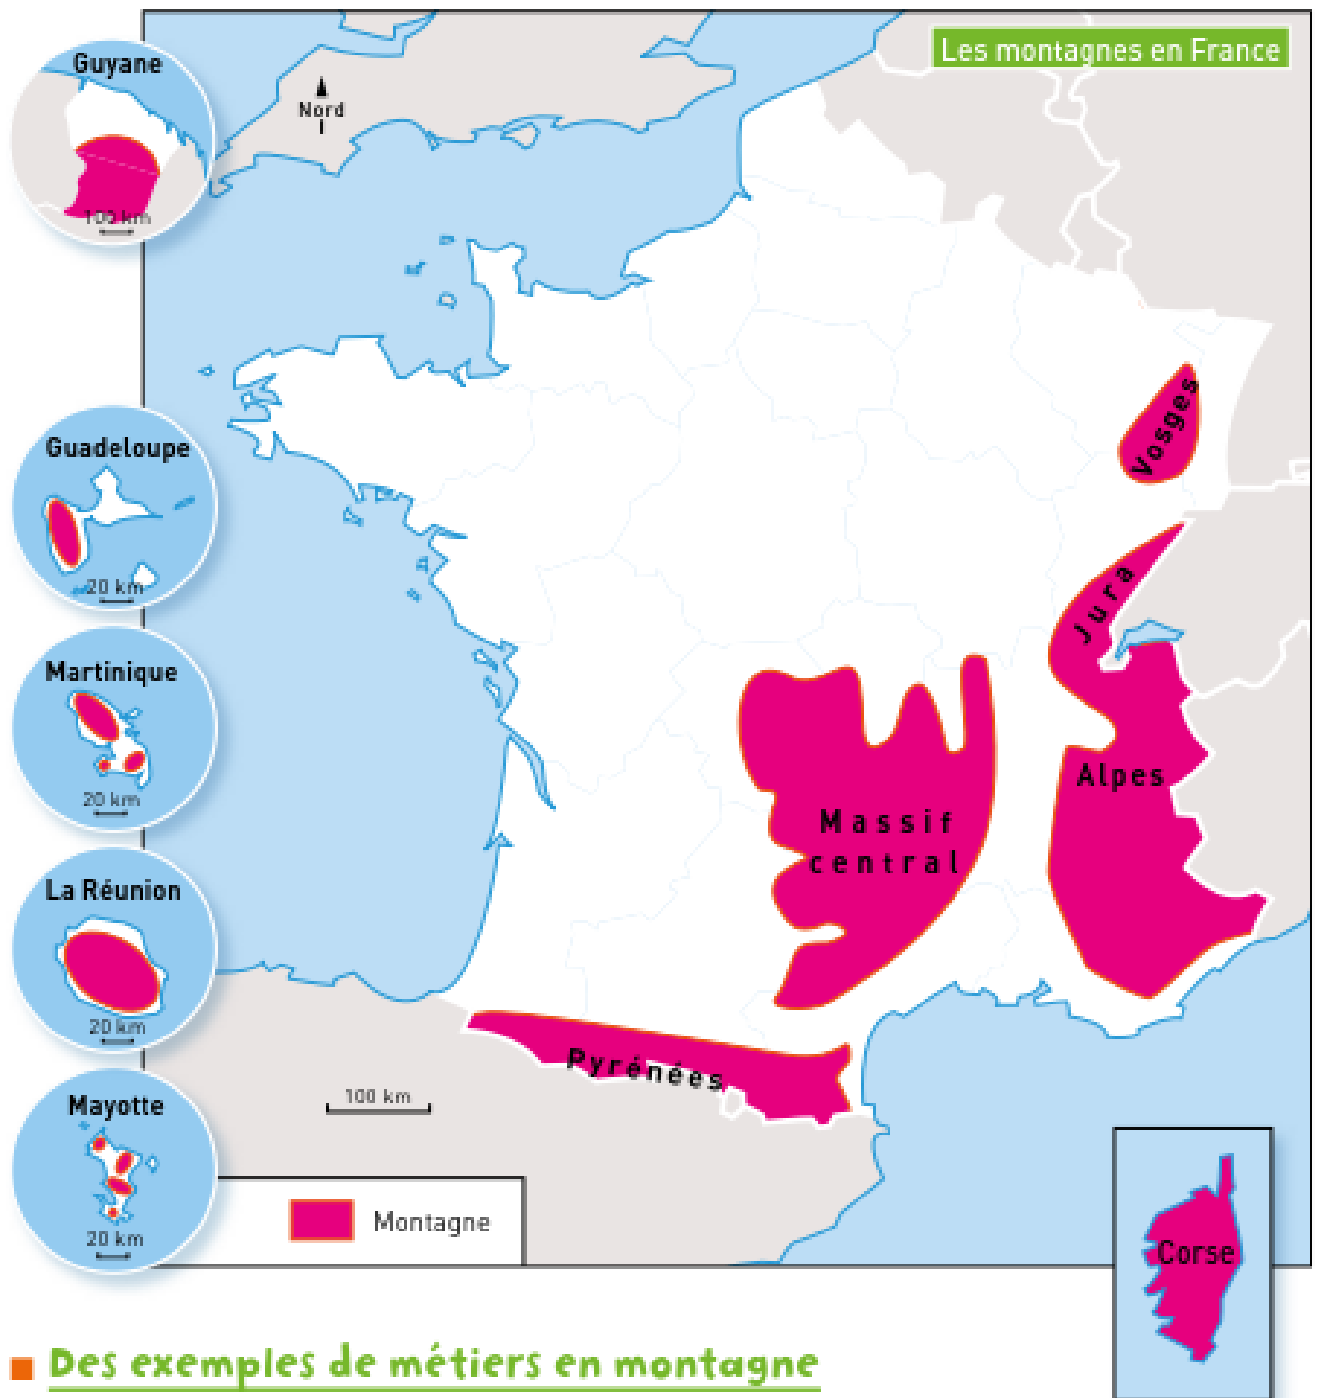 Les montagnes en France
Guyane
100 km
Nord
Guadeloupe
20 km
Martinique
20 km
La Réunion
20 km
Mayotte
20 km
Vosges
Jura
Alpes
Massif
central
Pyrénées
100 km
Montagne
Corse
Des exemples de métiers en montagne